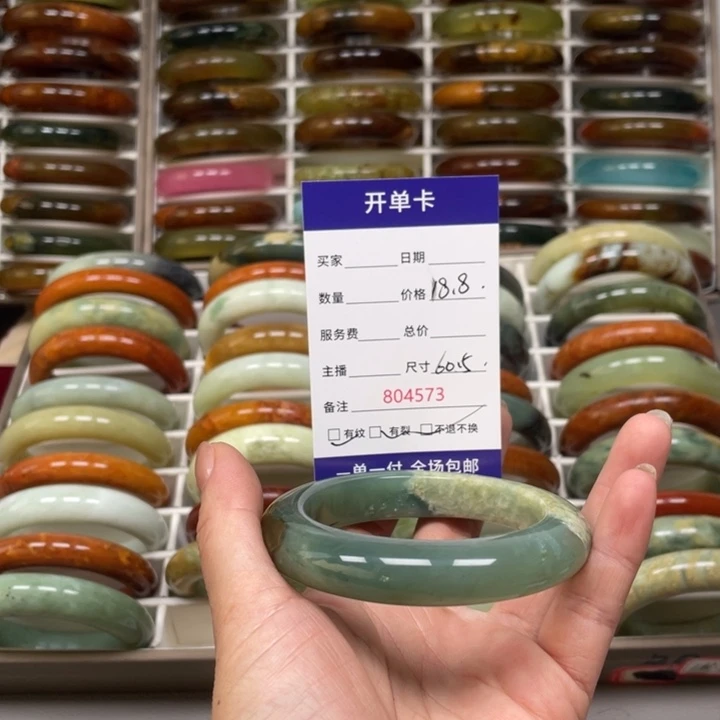 开单卡
买家 日期
数量 价格 18.8.
服务费 总价
主播 尺寸 60.5.
备注 804573
□有纹 □有裂 □不退不换
一单一付 全场包邮